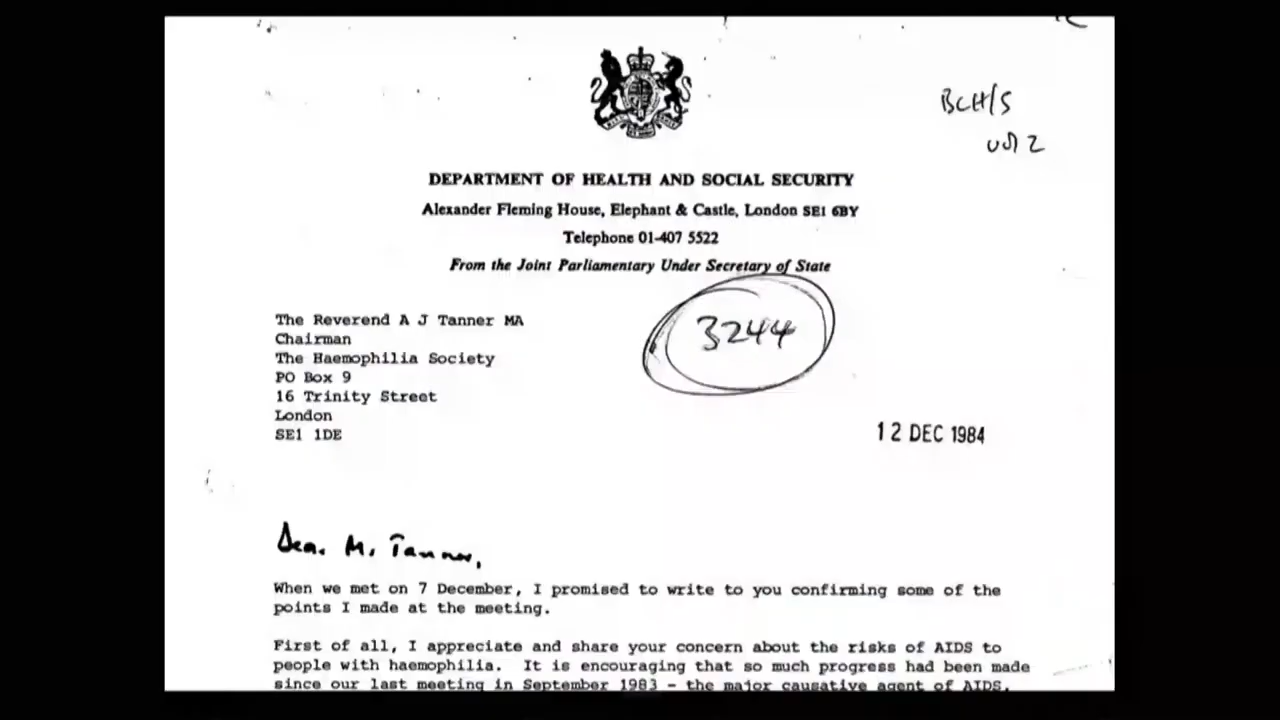 BCH/S
DEPARTMENT OF HEALTH AND SOCIAL SECURITY
Alexander Fleming House, Elephant & Castle, London SE1 6BY
Telephone 01-407 5522
From the Joint Parliamentary Under Secretary of State
3244
The Reverend A J Tanner MA
Chairman
The Haemophilia Society
PO Box 9
16 Trinity Street
London
SE1 1DE
12 DEC 1984
Dear Mr Tanner,
When we met on 7 December, I promised to write to you confirming some of the
points I made at the meeting.
First of all, I appreciate and share your concern about the risks of AIDS to
people with haemophilia. It is encouraging that so much progress had been made
since our last meeting in September 1983 - the major causative agent of AIDS,